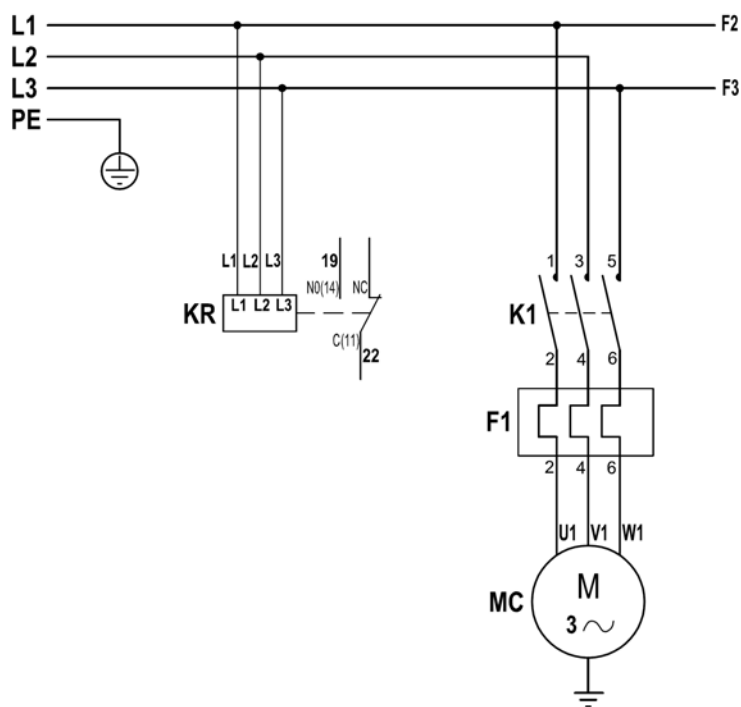 L1 F2
L2
L3 F3
PE
L1 L2 L3 19 1 3 5
N0(14) NC
KR L1 L2 L3 K1
C(11)
22 2 4 6
F1
2 4 6
U1 V1 W1
MC M
3